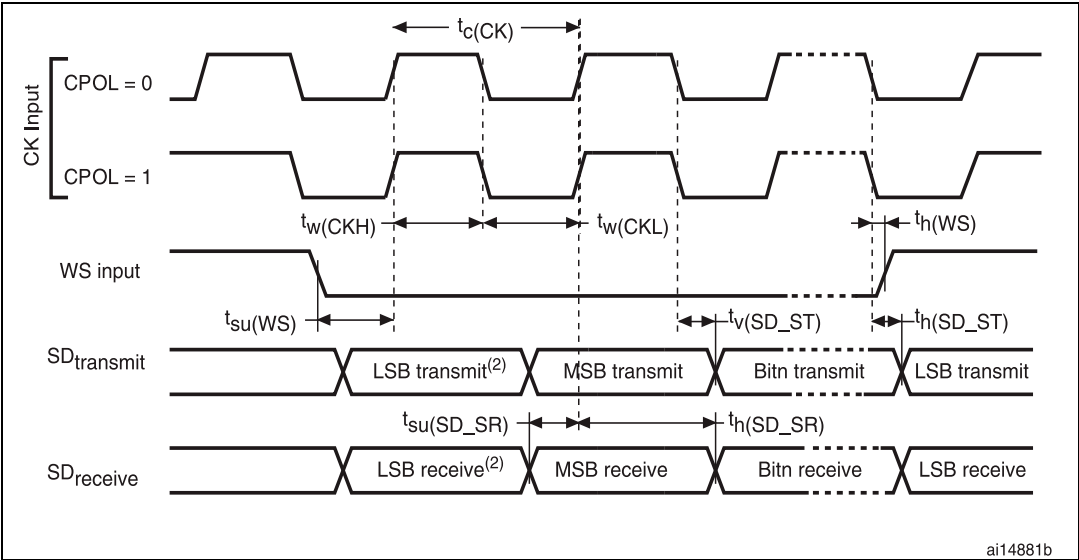 tc(CK)
CK Input
CPOL = 0
CPOL = 1
tw(CKH)
tw(CKL)
th(WS)
WS input
tsu(WS)
tv(SD_ST)
th(SD_ST)
SDtransmit
LSB transmit(2)
MSB transmit
Bitn transmit
LSB transmit
tsu(SD_SR)
th(SD_SR)
SDreceive
LSB receive(2)
MSB receive
Bitn receive
LSB receive
ai14881b